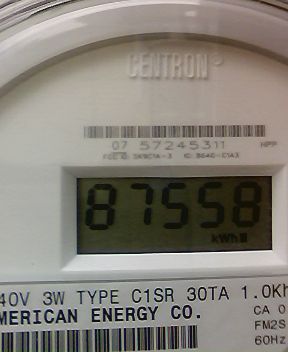 CENTRON
07 57245311 HPP
87558
kWh
40V 3W TYPE C1SR 30TA 1.0Kh
MERICAN ENERGY CO.
CA 0
FM2S
60Hz